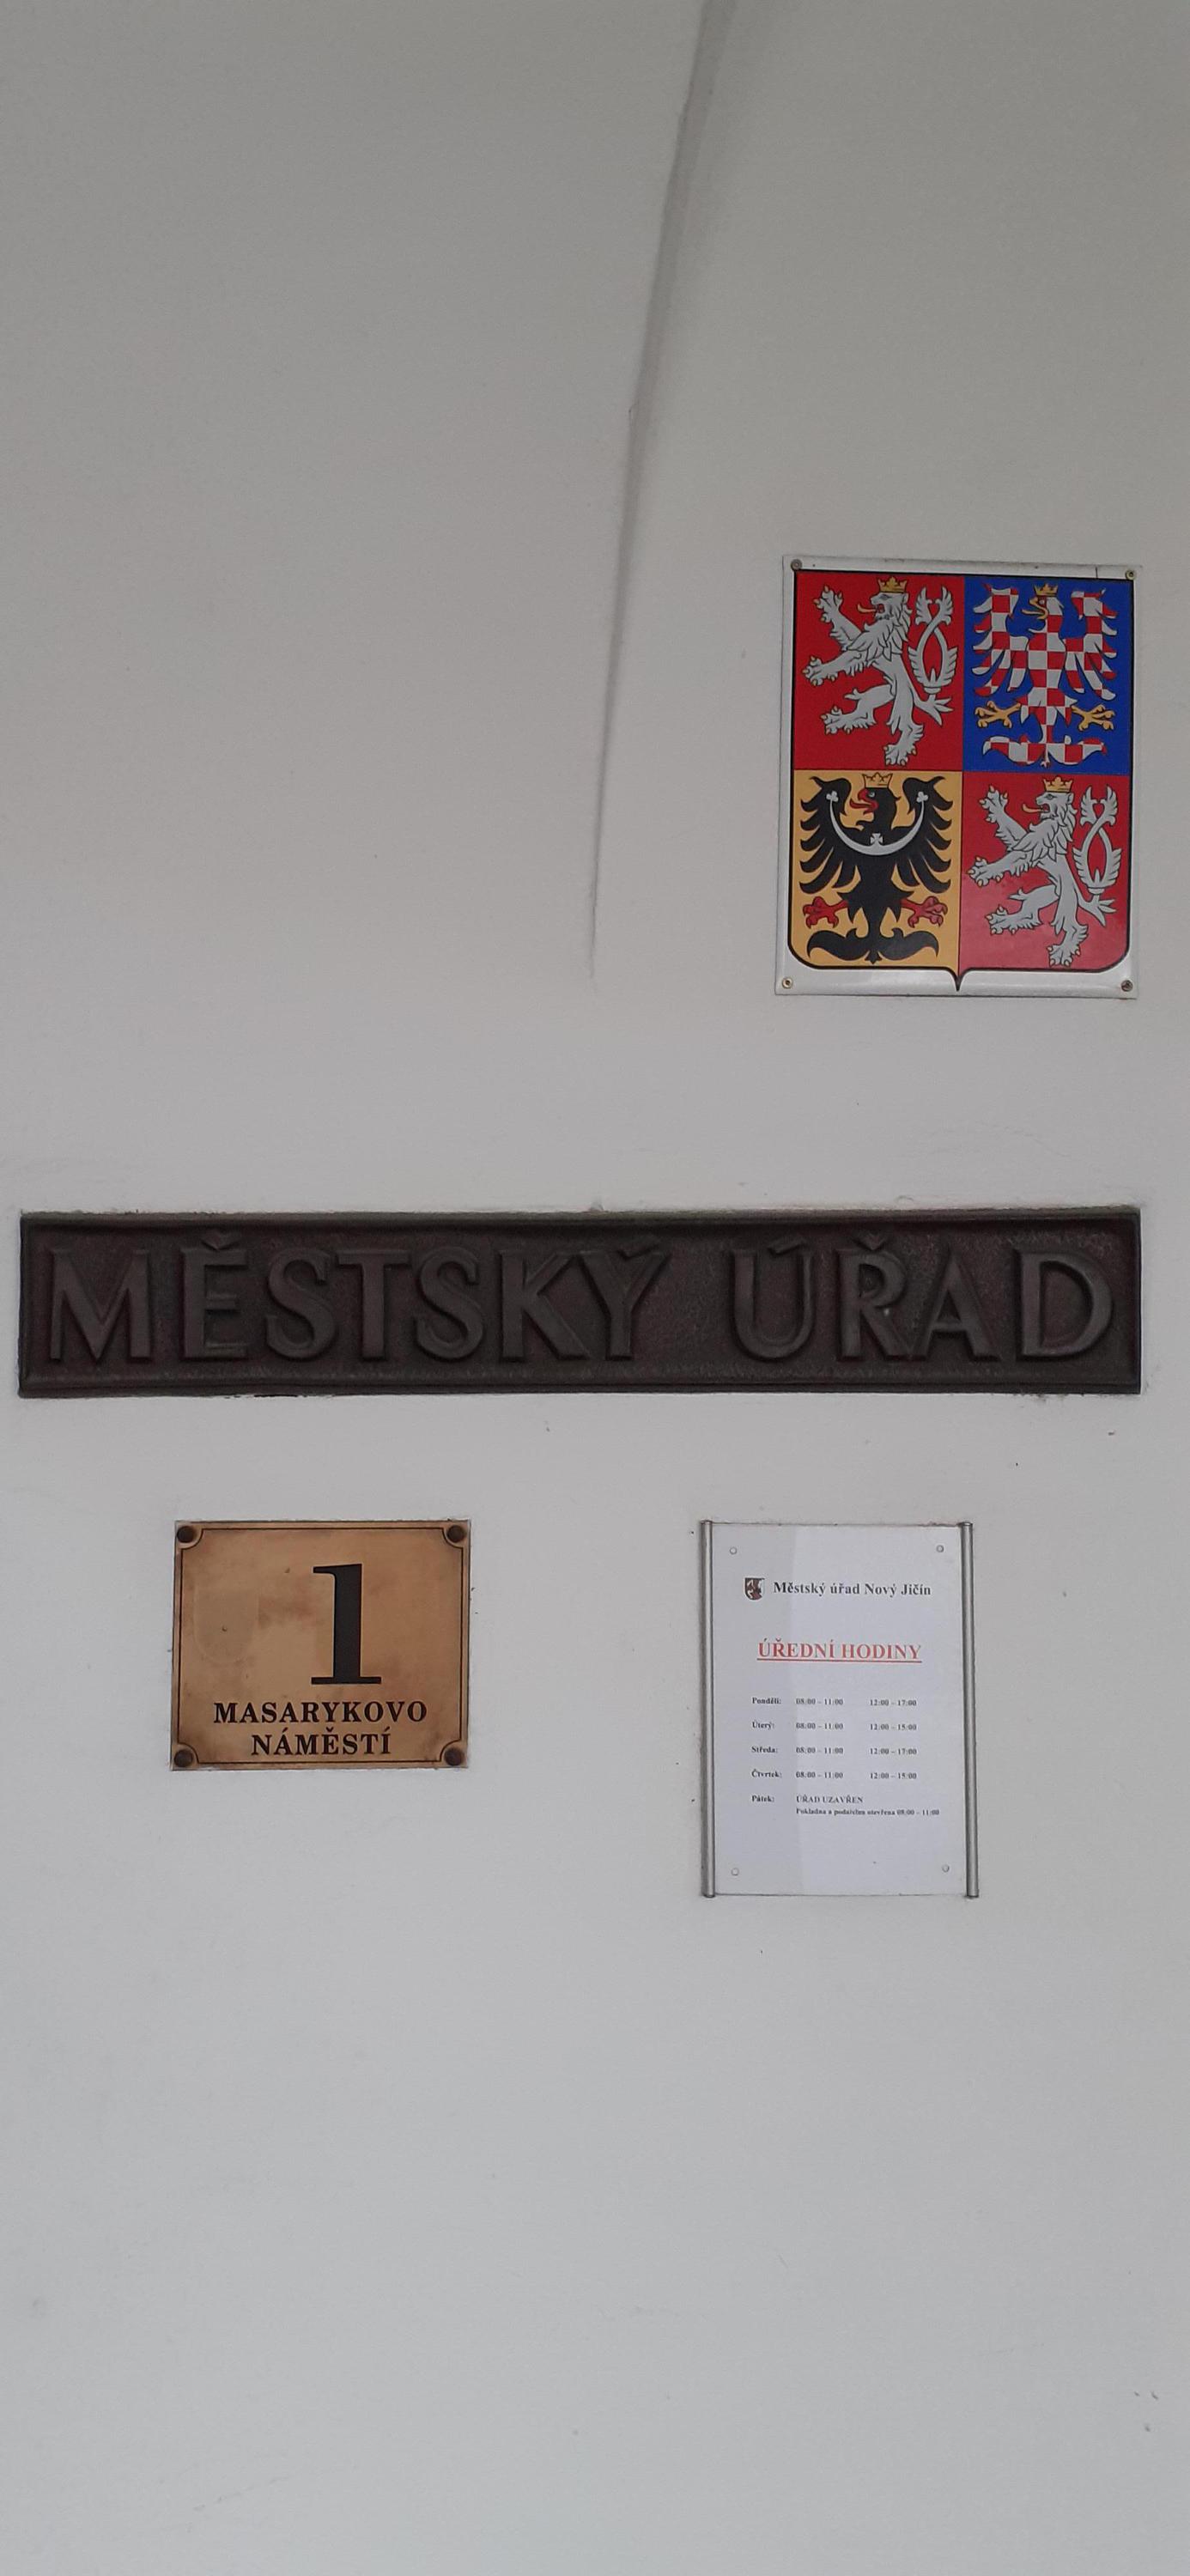 MĚSTSKÝ ÚŘAD
1
MASARYKOVO
NÁMĚSTÍ
Městský úřad Nový Jičín
ÚŘEDNÍ HODINY
Pondělí: 08:00 – 11:00 12:00 – 17:00
Úterý: 08:00 – 11:00 12:00 – 15:00
Středa: 08:00 – 11:00 12:00 – 17:00
Čtvrtek: 08:00 – 11:00 12:00 – 15:00
Pátek: ÚŘAD UZAVŘEN
Pokladna a podatelna otevřena 08:00 – 11:00